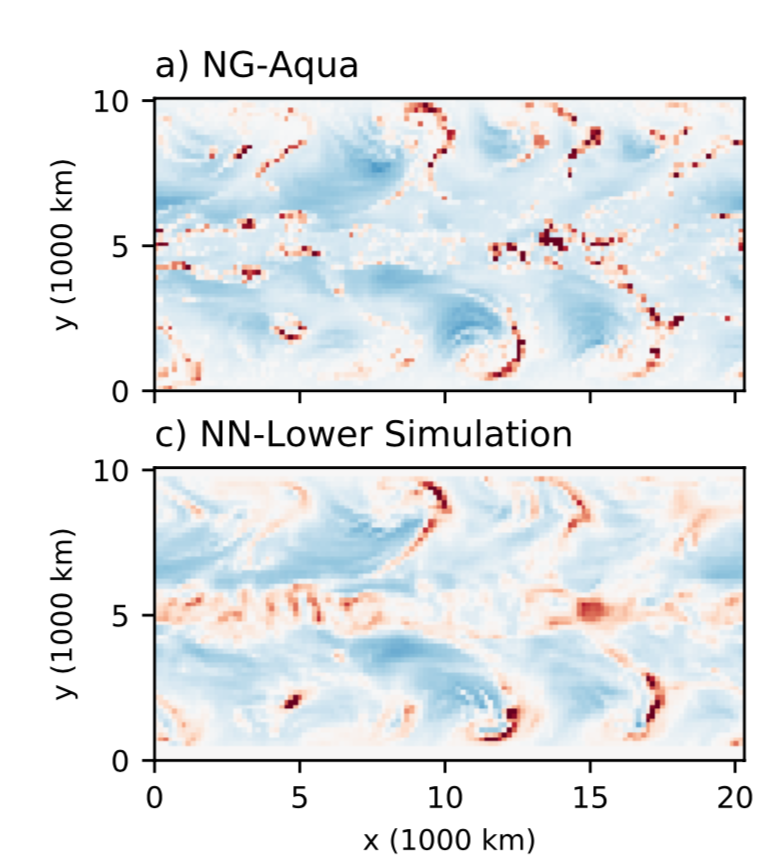 a) NG-Aqua
10
y (1000 km)
5
0
c) NN-Lower Simulation
10
y (1000 km)
5
0
0 5 10 15 20
x (1000 km)